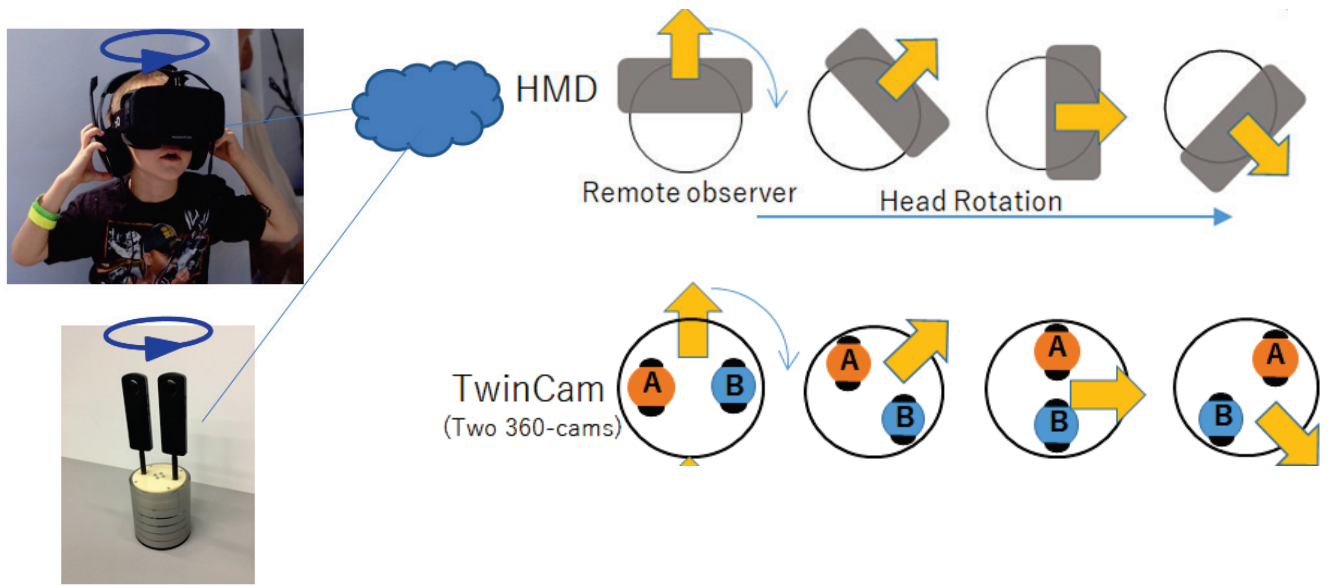 HMD
Remote observer
Head Rotation
TwinCam
(Two 360-cams)
A
B
A
B
A
B
A
B